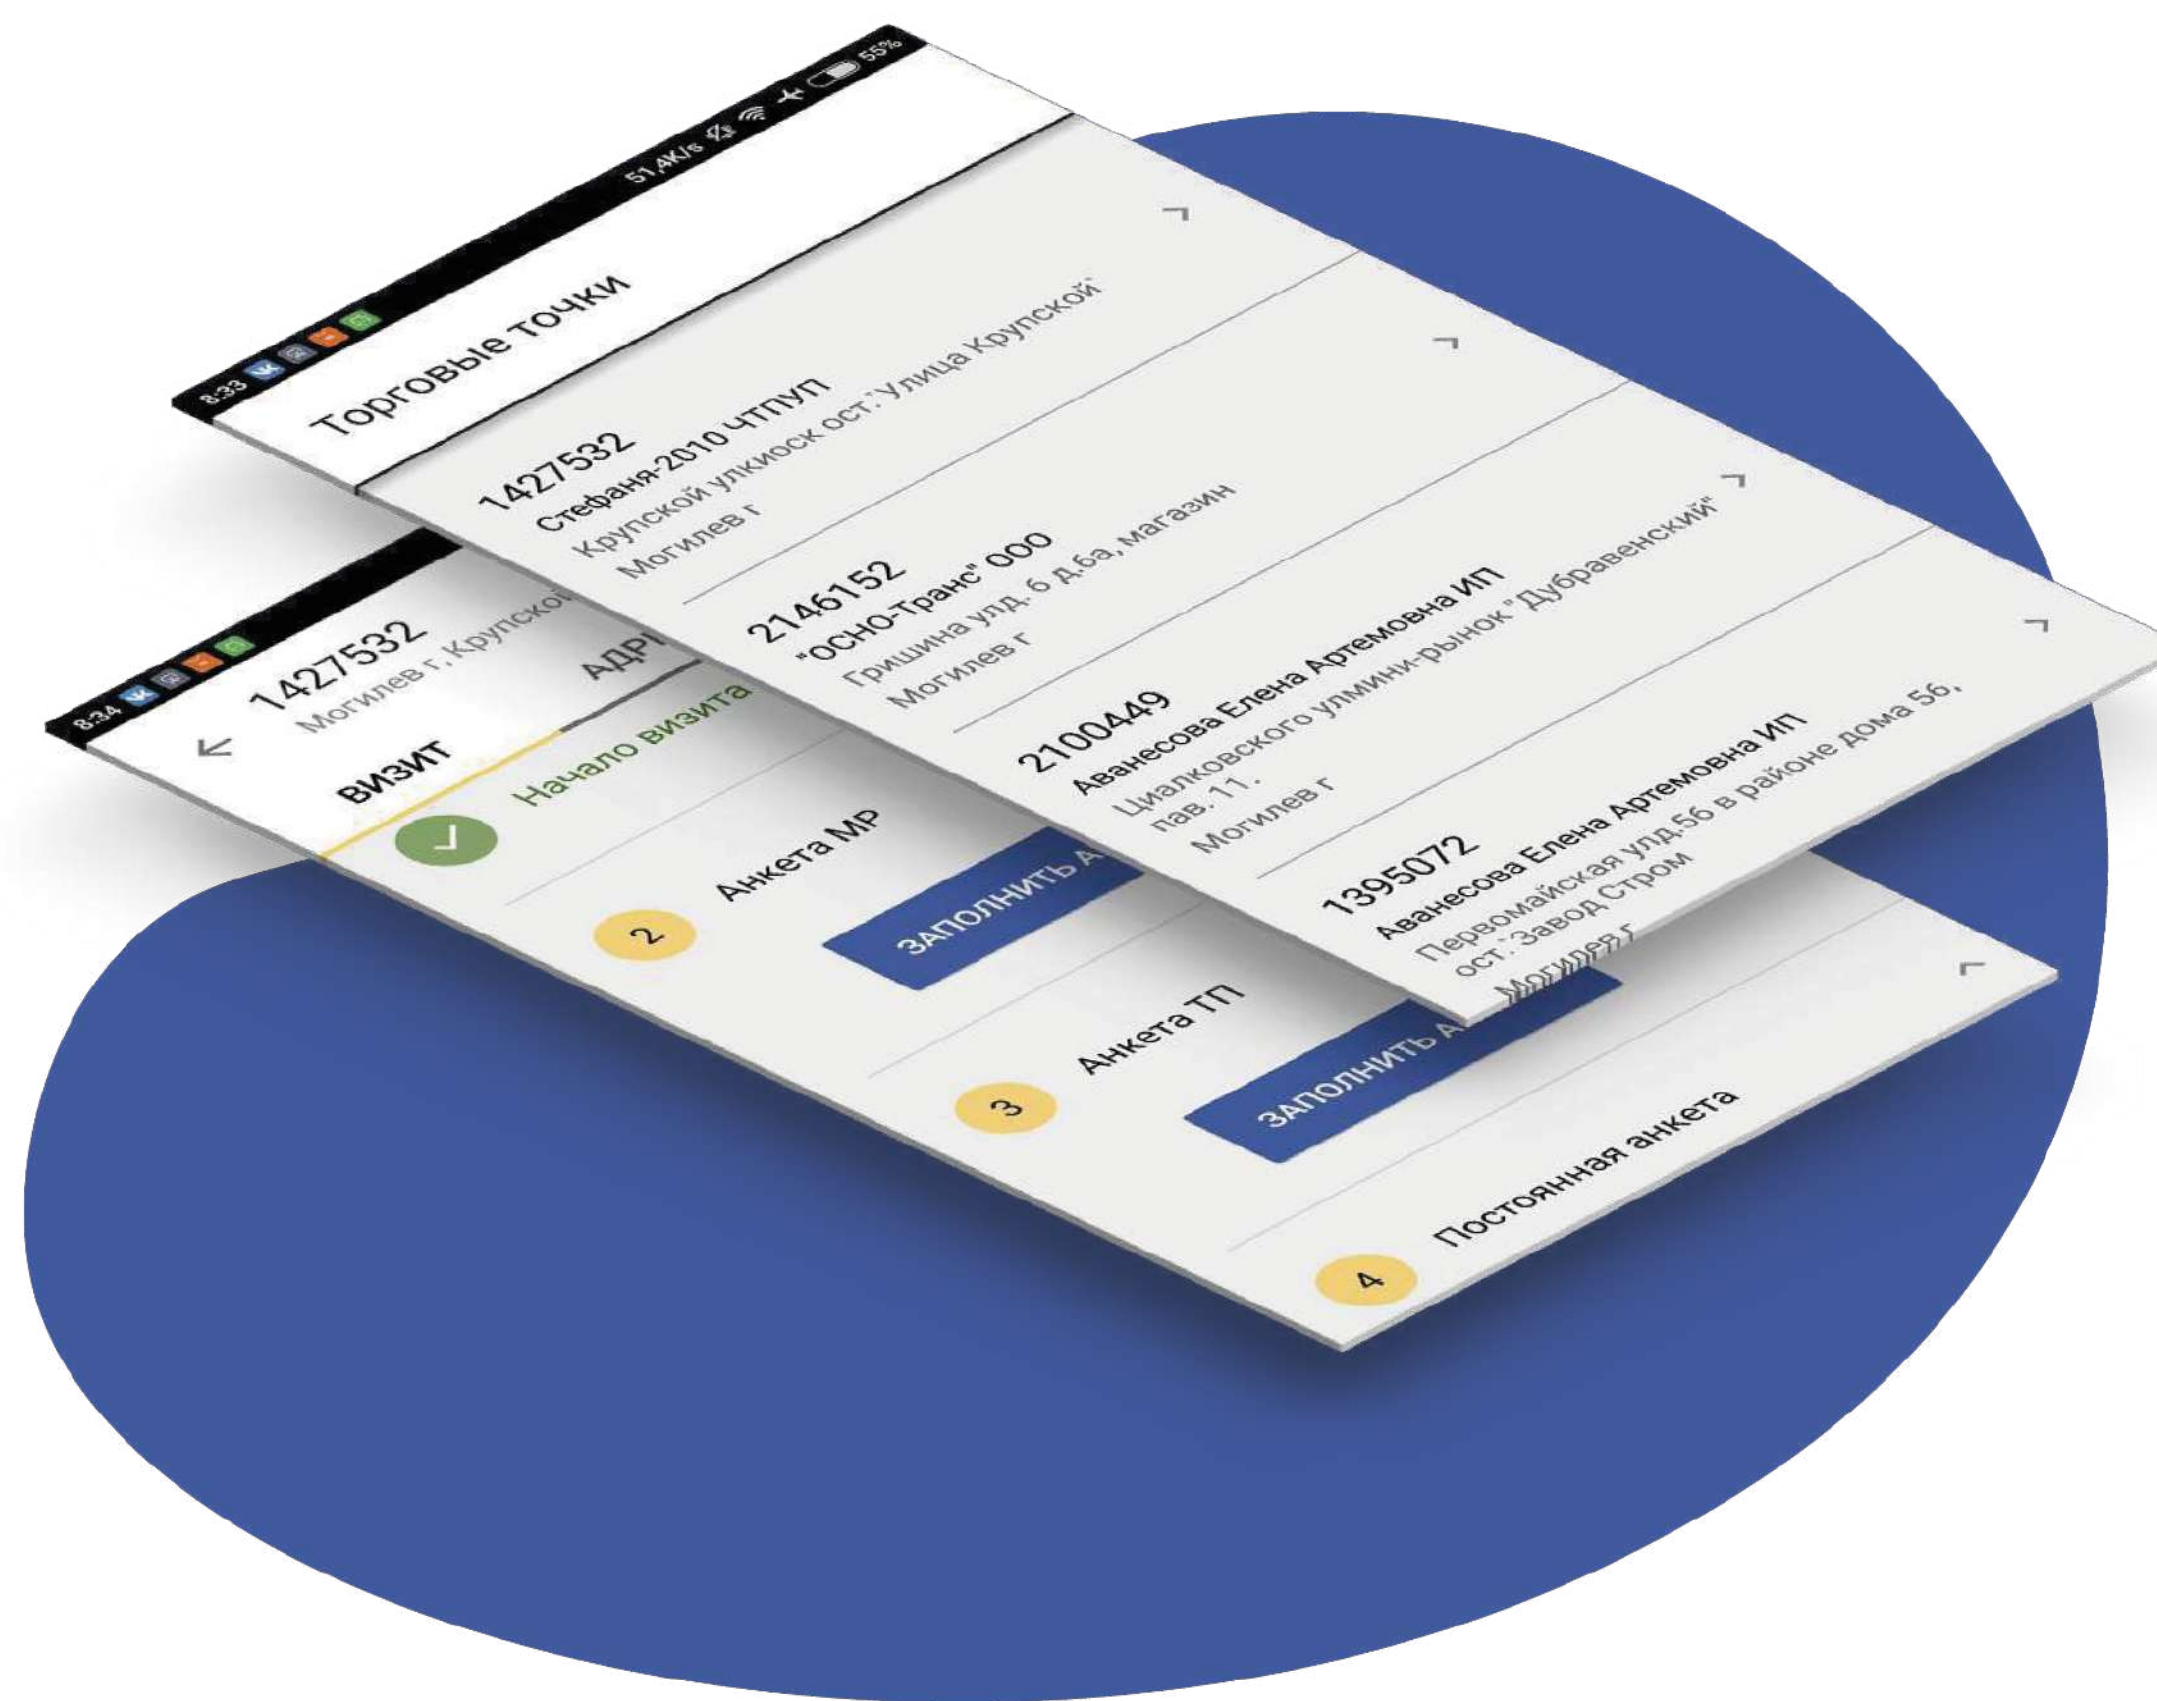 8:33
51,4K/s
55%
Торговые точки
1427532
Стефаня-2010 ЧТПУП
Крупской улкиоск ост. Улица Крупской
Могилев г
2146152
"ОСНО-Транс" ООО
Гришина улд. 6 д.6а, магазин
Могилев г
2100449
Аванесова Елена Артемовна ИП
Циалковского улмини-рынок "Дубравенский"
пав. 11.
Могилев г
1395072
Аванесова Елена Артемовна ИП
Первомайская улд.56 в районе дома 56,
ост. Завод Стром
Могилев г
8:34
1427532
Могилев г, Крупской
ВИЗИТ
АДР
Начало визита
2
Анкета МР
ЗАПОЛНИТЬ А
3
Анкета ТП
ЗАПОЛНИТЬ А
4
Постоянная анкета